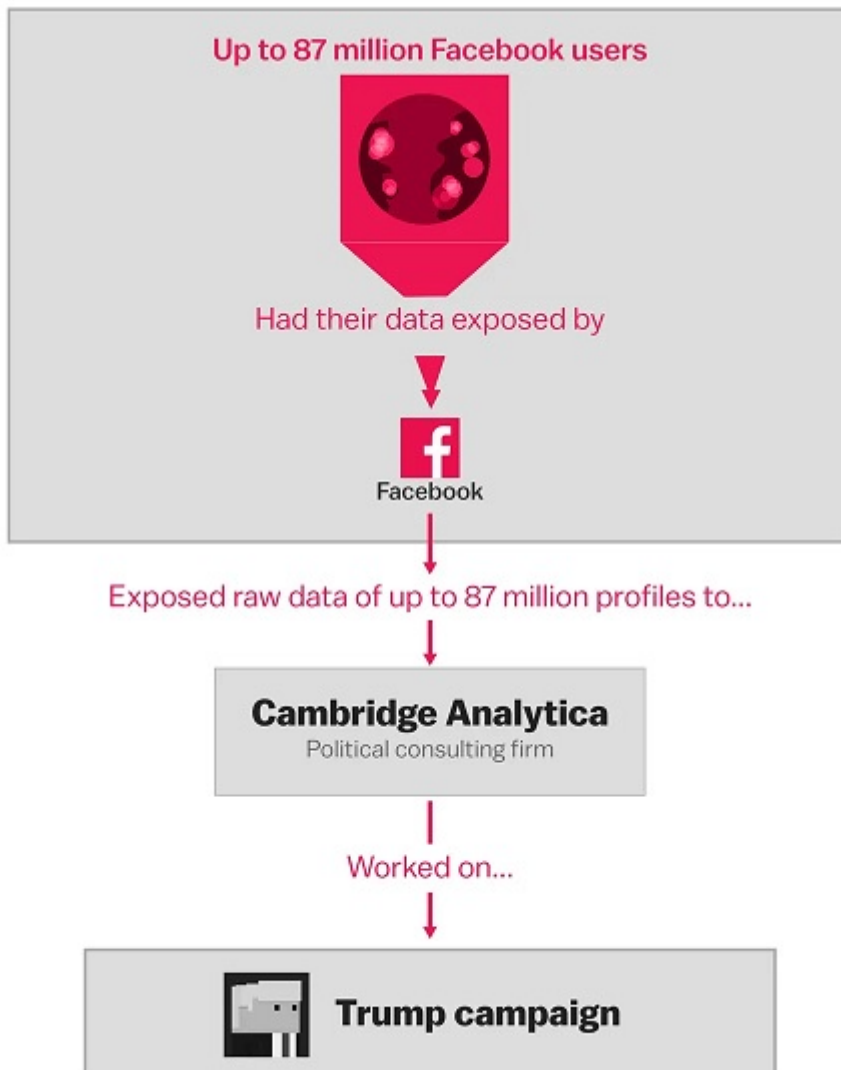 Up to 87 million Facebook users
Had their data exposed by
f
Facebook
Exposed raw data of up to 87 million profiles to...
Cambridge Analytica
Political consulting firm
Worked on...
Trump campaign